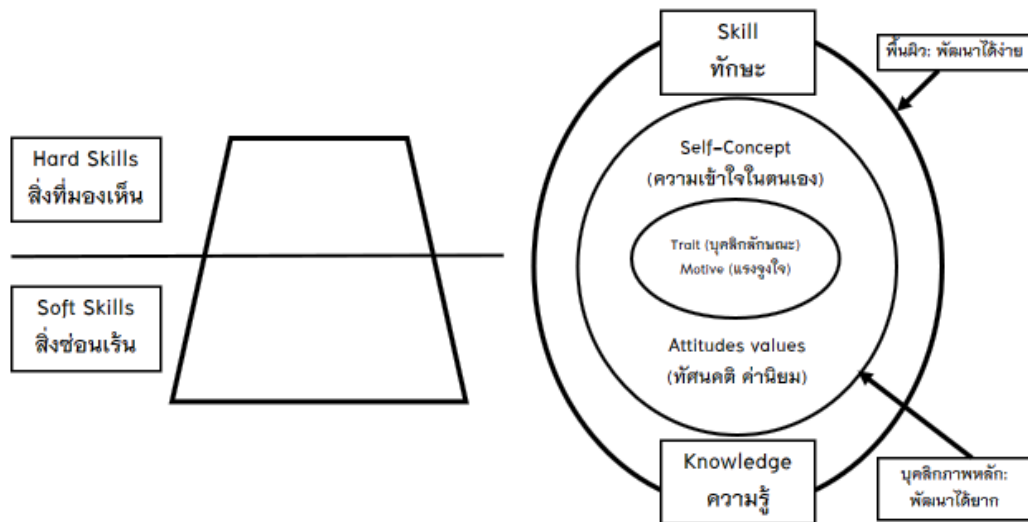 Hard Skills
สิ่งที่มองเห็น
Soft Skills
สิ่งซ่อนเร้น
Skill
ทักษะ
พื้นผิว: พัฒนาได้ง่าย
Self-Concept
(ความเข้าใจในตนเอง)
Trait (บุคลิกลักษณะ)
Motive (แรงจูงใจ)
Attitudes values
(ทัศนคติ ค่านิยม)
Knowledge
ความรู้
บุคลิกภาพหลัก:
พัฒนาได้ยาก